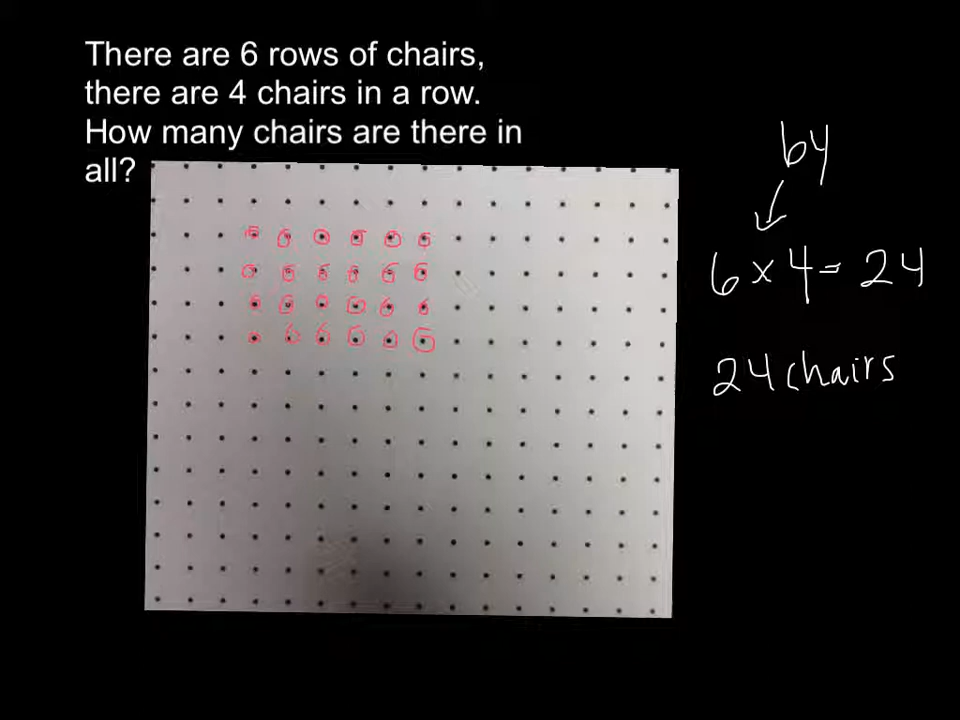 There are 6 rows of chairs,
there are 4 chairs in a row.
How many chairs are there in
all?
by
6 x 4 = 24
24 chairs